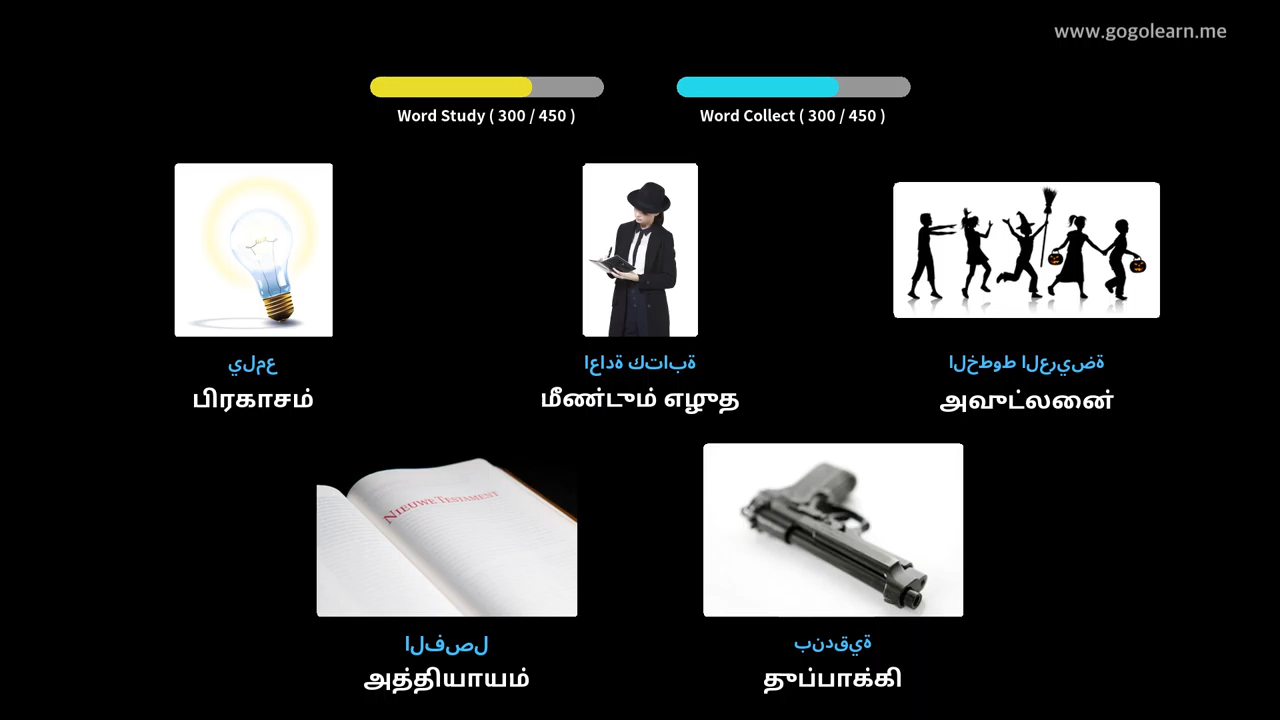 www.gogolearn.me
Word Study ( 300 / 450 )
Word Collect ( 300 / 450 )
يلمع
பிரகாசம்
اعادة كتابة
மீண்டும் எழுத
الخطوط العريضة
அவுட்லைன்
NIEUWE TESTAMENT
الفصل
அத்தியாயம்
بندقية
துப்பாக்கி